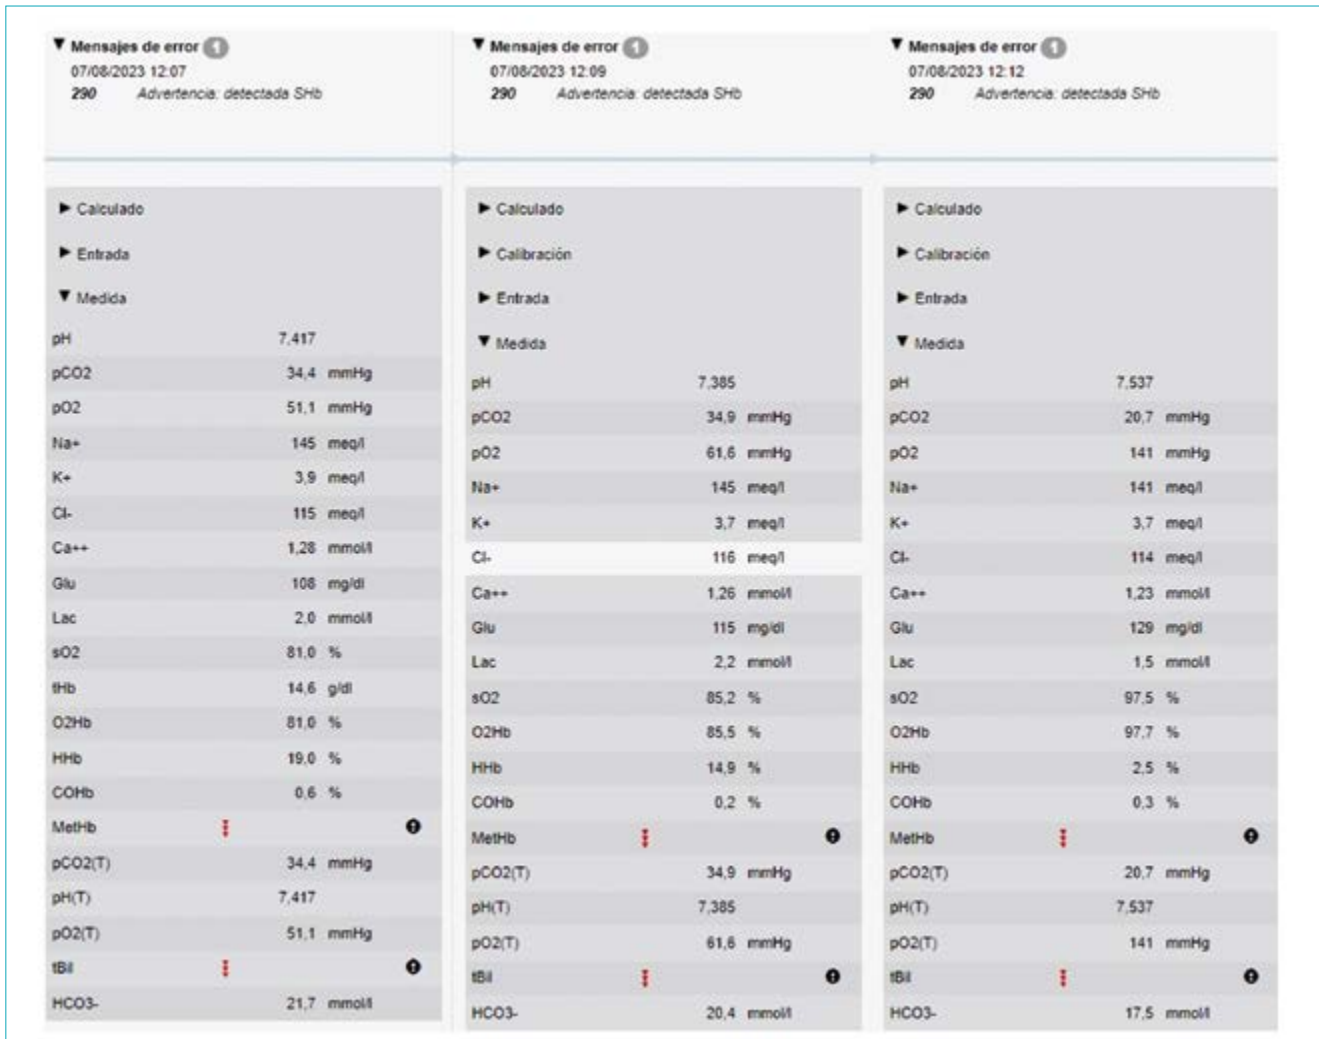 Mensajes de error 1
07/08/2023 12:07
290 Advertencia: detectada SHb
Calculado
Entrada
Medida
pH 7,417
pCO2 34,4 mmHg
pO2 51,1 mmHg
Na+ 145 meq/l
K+ 3,9 meq/l
Cl- 115 meq/l
Ca++ 1,28 mmol/l
Glu 108 mg/dl
Lac 2,0 mmol/l
sO2 81,0 %
tHb 14,6 g/dl
O2Hb 81,0 %
HHb 19,0 %
COHb 0,6 %
MetHb
pCO2(T) 34,4 mmHg
pH(T) 7,417
pO2(T) 51,1 mmHg
tBil
HCO3- 21,7 mmol/l
Mensajes de error 1
07/08/2023 12:09
290 Advertencia: detectada SHb
Calculado
Calibración
Entrada
Medida
pH 7,385
pCO2 34,9 mmHg
pO2 61,6 mmHg
Na+ 145 meq/l
K+ 3,7 meq/l
Cl- 116 meq/l
Ca++ 1,26 mmol/l
Glu 115 mg/dl
Lac 2,2 mmol/l
sO2 85,2 %
O2Hb 85,5 %
HHb 14,9 %
COHb 0,2 %
MetHb
pCO2(T) 34,9 mmHg
pH(T) 7,385
pO2(T) 61,6 mmHg
tBil
HCO3- 20,4 mmol/l
Mensajes de error 1
07/08/2023 12:12
290 Advertencia: detectada SHb
Calculado
Calibración
Entrada
Medida
pH 7,537
pCO2 20,7 mmHg
pO2 141 mmHg
Na+ 141 meq/l
K+ 3,7 meq/l
Cl- 114 meq/l
Ca++ 1,23 mmol/l
Glu 129 mg/dl
Lac 1,5 mmol/l
sO2 97,5 %
O2Hb 97,7 %
HHb 2,5 %
COHb 0,3 %
MetHb
pCO2(T) 20,7 mmHg
pH(T) 7,537
pO2(T) 141 mmHg
tBil
HCO3- 17,5 mmol/l